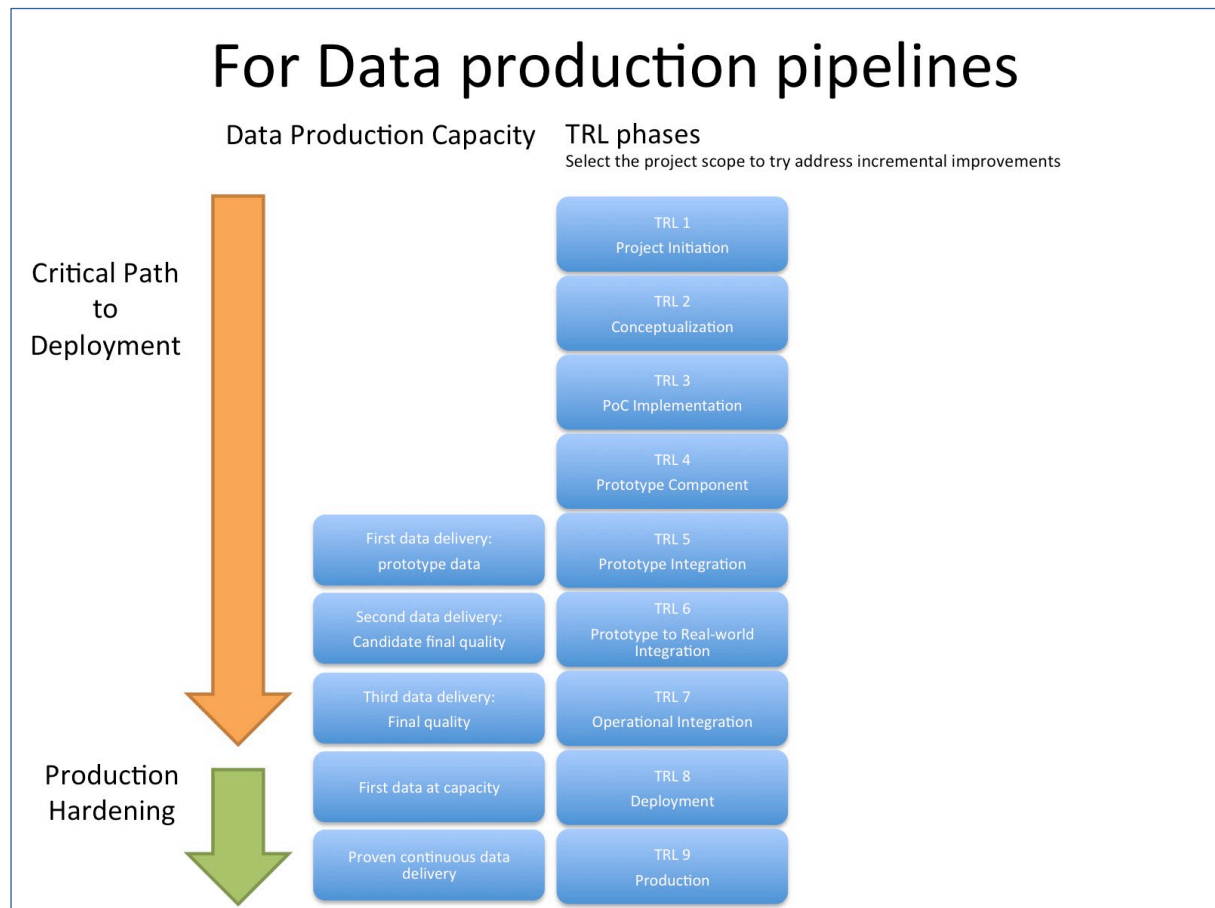 For Data production pipelines
Data Production Capacity
TRL phases
Select the project scope to try address incremental improvements
Critical Path
to
Deployment
TRL 1
Project Initiation
TRL 2
Conceptualization
TRL 3
PoC Implementation
TRL 4
Prototype Component
First data delivery:
prototype data
TRL 5
Prototype Integration
Second data delivery:
Candidate final quality
TRL 6
Prototype to Real-world
Integration
Third data delivery:
Final quality
TRL 7
Operational Integration
Production
Hardening
First data at capacity
TRL 8
Deployment
Proven continuous data
delivery
TRL 9
Production